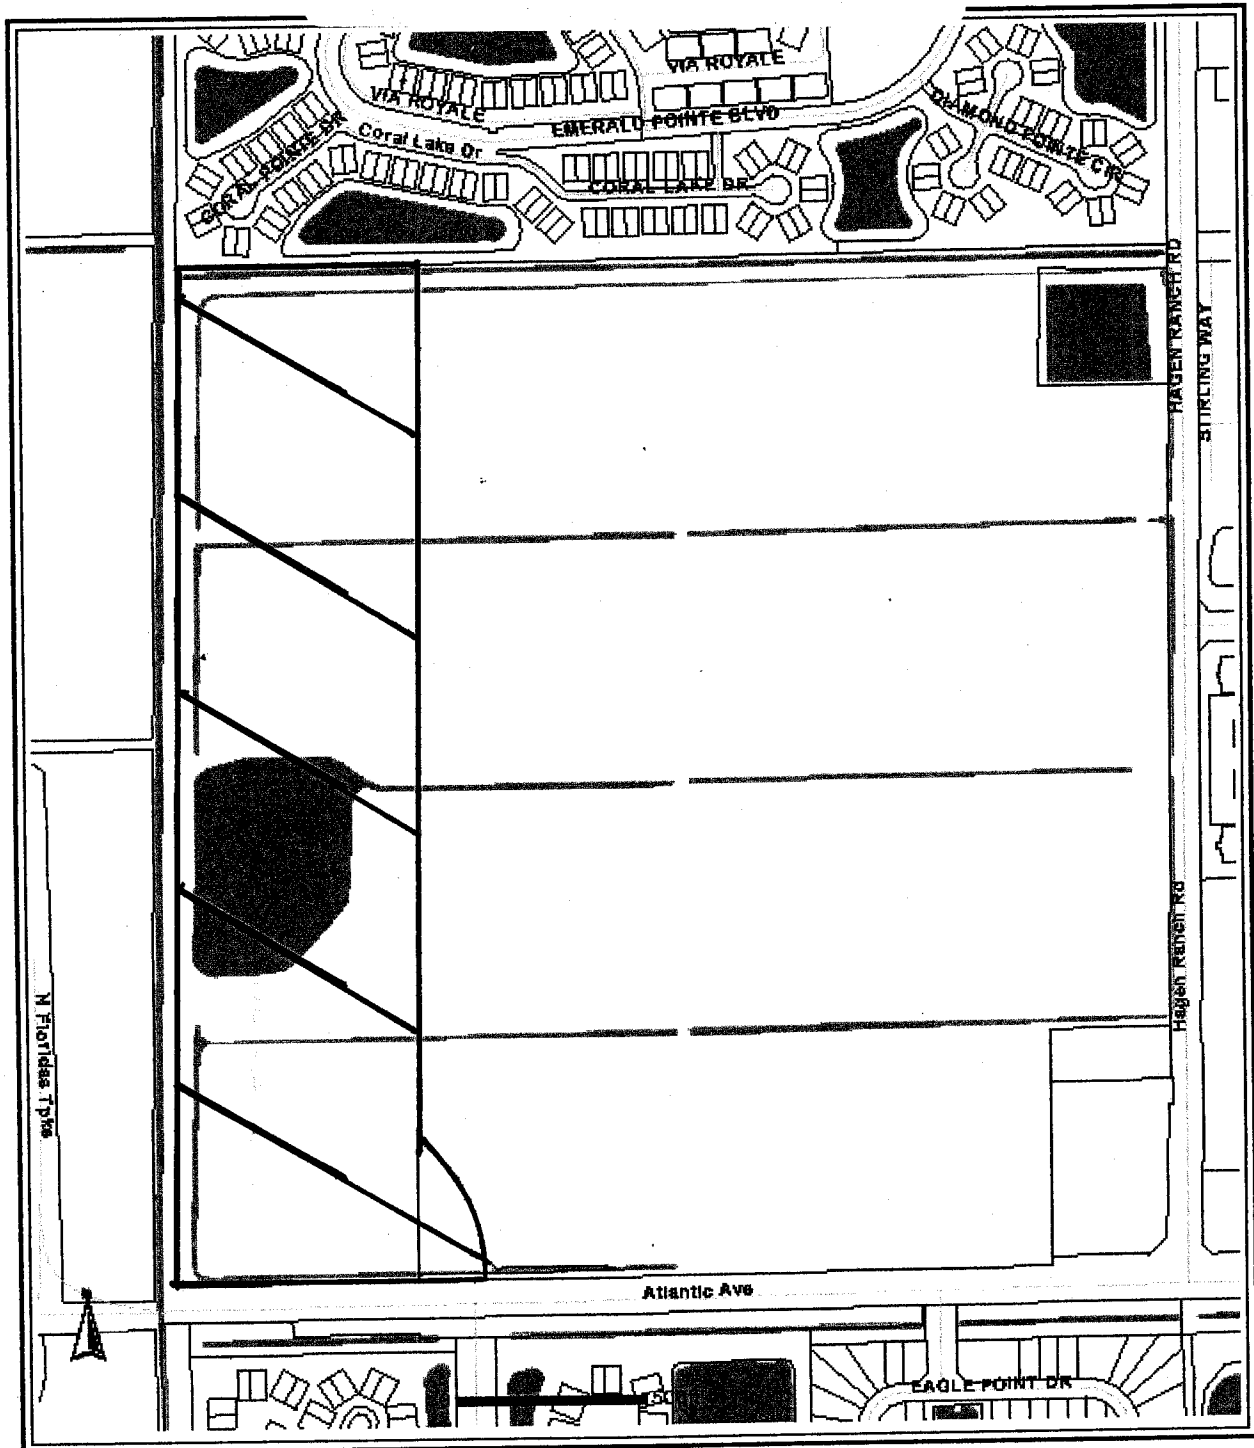 VIA ROYALE
VIA ROYALE
EMERALD POINTE BLVD
DIAMOND POINTE CIR
Coral Lake Dr
CORAL POINTE DR
CORAL LAKE DR
HAGEN RANCH RD
STIRLING WAY
Hagen Ranch Rd
N Floridas Tpke
N
Atlantic Ave
EAGLE POINT DR